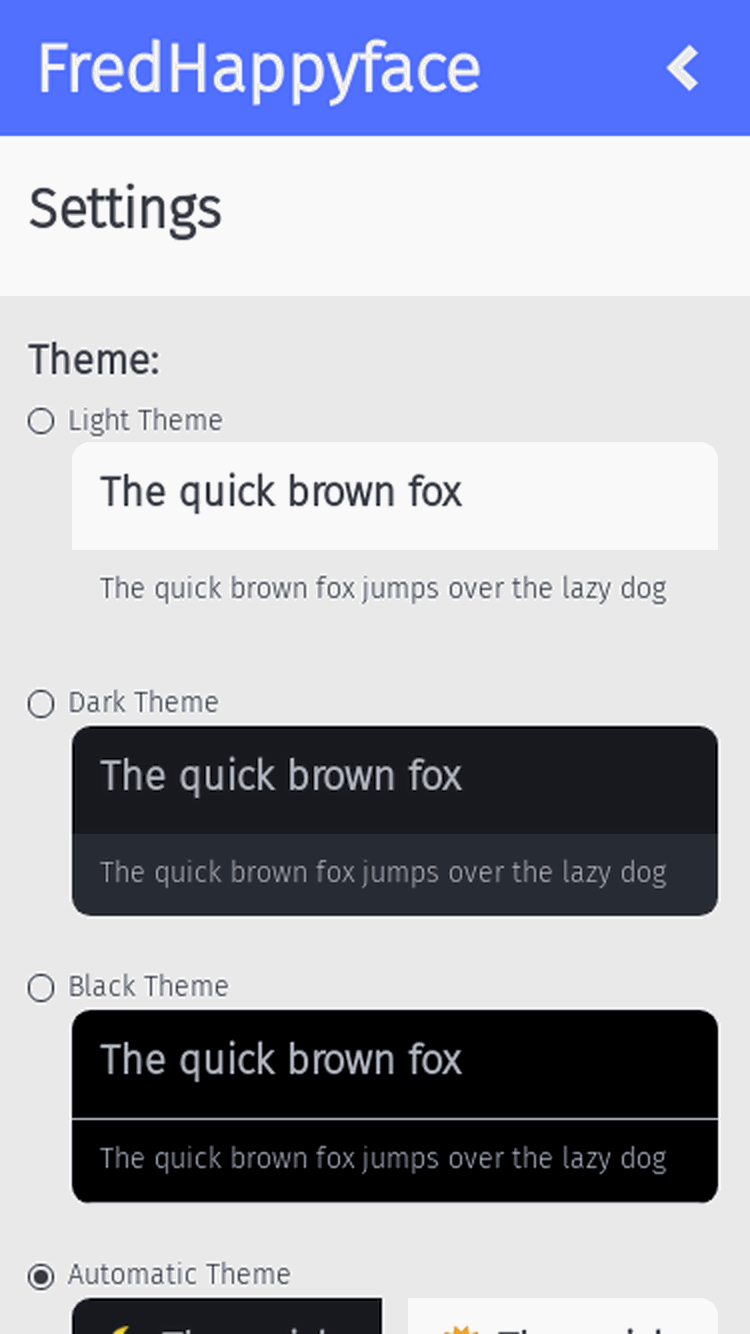 FredHappyface
Settings
Theme:
Light Theme
The quick brown fox
The quick brown fox jumps over the lazy dog
Dark Theme
The quick brown fox
The quick brown fox jumps over the lazy dog
Black Theme
The quick brown fox
The quick brown fox jumps over the lazy dog
Automatic Theme